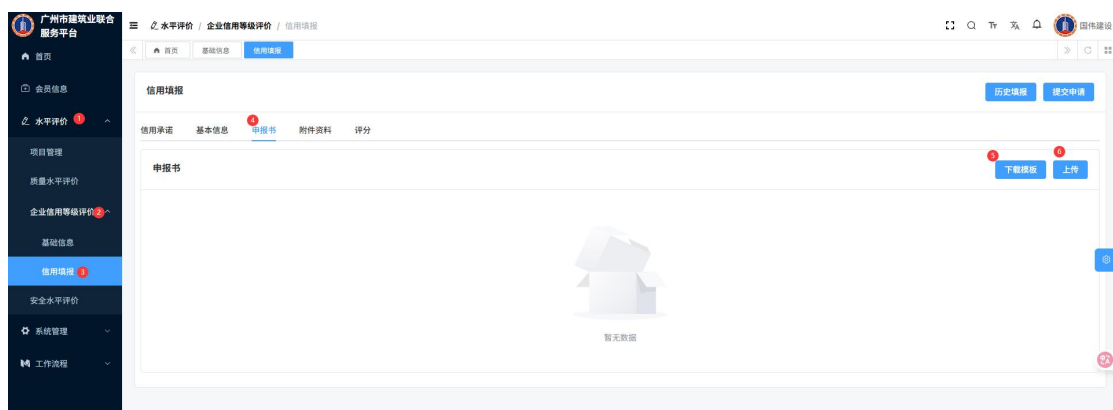 广州市建筑业联合
服务平台
水平评价 / 企业信用等级评价 / 信用填报
国伟建设
首页
基础信息
信用填报
首页
会员信息
水平评价 1
项目管理
质量水平评价
企业信用等级评价 2
基础信息
信用填报 3
安全水平评价
系统管理
工作流程
信用填报
历史填报
提交申请
信用承诺
基本信息
4
申报书
附件资料
评分
申报书
5
下载模板
6
上传
暂无数据